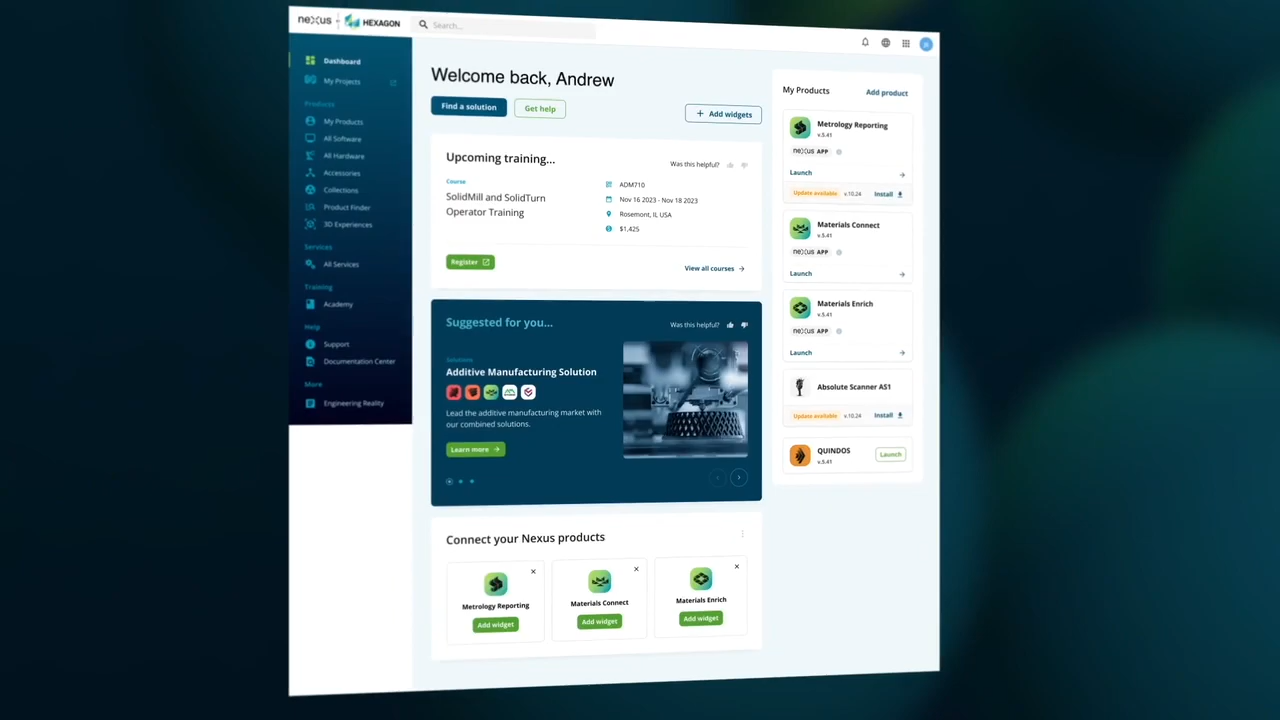 nexus
HEXAGON
Search...
Dashboard
My Projects
Products
My Products
All Software
All Hardware
Accessories
Collections
Product Finder
3D Experiences
Services
All Services
Training
Academy
Help
Support
Documentation Center
More
Engineering Reality
Welcome back, Andrew
Find a solution
Get help
Add widgets
Upcoming training...
Was this helpful?
Course
SolidMill and SolidTurn
Operator Training
ADM710
Nov 16 2023 - Nov 18 2023
Rosemont, IL USA
$1,425
Register
View all courses
Suggested for you...
Was this helpful?
Solutions
Additive Manufacturing Solution
Lead the additive manufacturing market with
our combined solutions.
Learn more
Connect your Nexus products
Metrology Reporting
Add widget
Materials Connect
Add widget
Materials Enrich
Add widget
My Products
Add product
Metrology Reporting
v.5.41
nexus APP
Launch
Update available v.10.24 Install
Materials Connect
v.5.41
nexus APP
Launch
Materials Enrich
v.5.41
nexus APP
Launch
Absolute Scanner AS1
Update available v.10.24 Install
QUINDOS
v.5.41
Launch